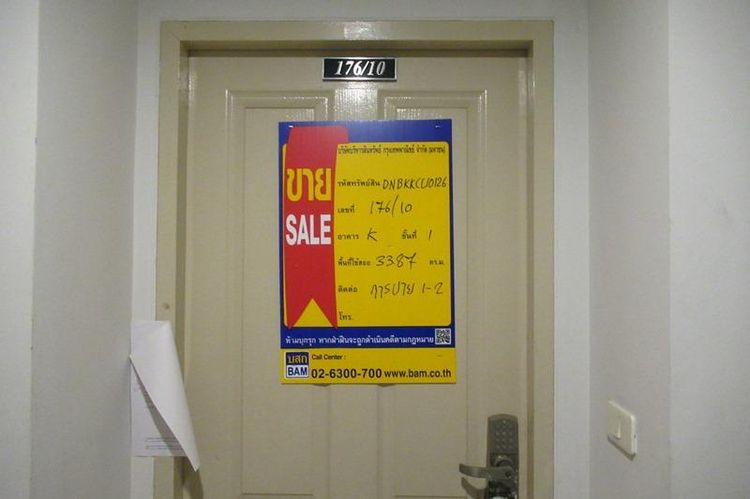 176/10
บริษัทบริหารสินทรัพย์ กรุงเทพพาณิชย์ จำกัด (มหาชน)
ขาย
SALE
รหัสทรัพย์สิน DNBKKCU0126
เลขที่ 176/10
อาคาร K ชั้นที่ 1
พื้นที่ใช้สอย 33.87 ตร.ม.
ติดต่อ การขาย 1-2
โทร.
ห้ามบุกรุก หากฝ่าฝืนจะถูกดำเนินคดีตามกฎหมาย
บสก
BAM
Call Center :
02-6300-700 www.bam.co.th